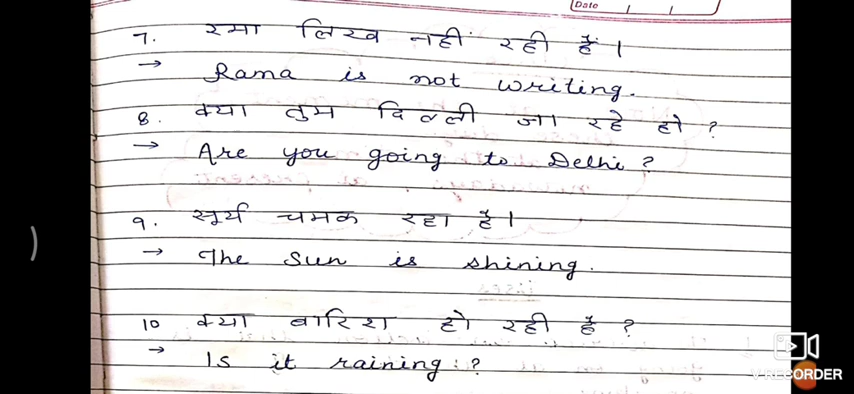 Date
7. रमा लिख नहीं रही हैं।
→ Rama is not writing.
8. क्या तुम दिल्ली जा रहे हो ?
→ Are you going to Delhi ?
9. सूर्य चमक रहा है।
→ The Sun is shining.
10 क्या बारिश हो रही है ?
→ Is it raining : ?
V RECORDER